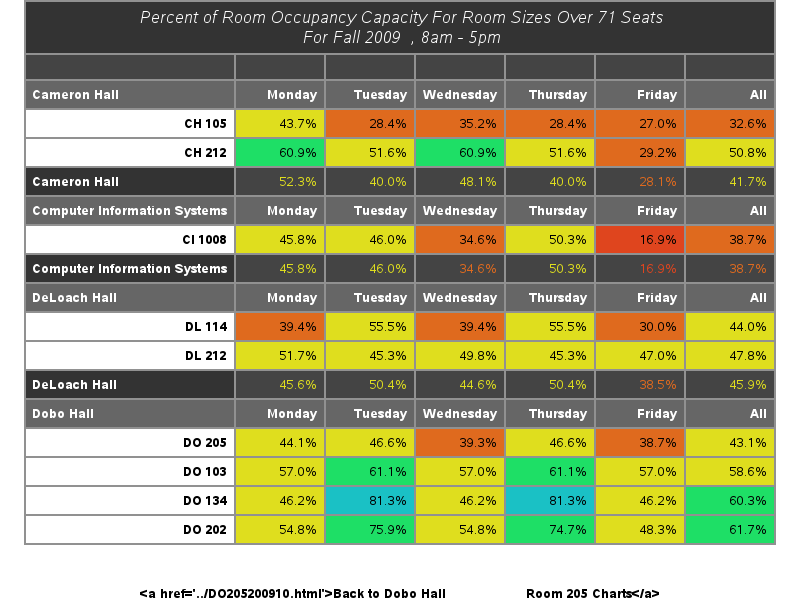 Percent of Room Occupancy Capacity For Room Sizes Over 71 Seats
For Fall 2009 , 8am - 5pm
Cameron Hall Monday Tuesday Wednesday Thursday Friday All
CH 105 43.7% 28.4% 35.2% 28.4% 27.0% 32.6%
CH 212 60.9% 51.6% 60.9% 51.6% 29.2% 50.8%
Cameron Hall 52.3% 40.0% 48.1% 40.0% 28.1% 41.7%
Computer Information Systems Monday Tuesday Wednesday Thursday Friday All
CI 1008 45.8% 46.0% 34.6% 50.3% 16.9% 38.7%
Computer Information Systems 45.8% 46.0% 34.6% 50.3% 16.9% 38.7%
DeLoach Hall Monday Tuesday Wednesday Thursday Friday All
DL 114 39.4% 55.5% 39.4% 55.5% 30.0% 44.0%
DL 212 51.7% 45.3% 49.8% 45.3% 47.0% 47.8%
DeLoach Hall 45.6% 50.4% 44.6% 50.4% 38.5% 45.9%
Dobo Hall Monday Tuesday Wednesday Thursday Friday All
DO 205 44.1% 46.6% 39.3% 46.6% 38.7% 43.1%
DO 103 57.0% 61.1% 57.0% 61.1% 57.0% 58.6%
DO 134 46.2% 81.3% 46.2% 81.3% 46.2% 60.3%
DO 202 54.8% 75.9% 54.8% 74.7% 48.3% 61.7%
<a href='../DO205200910.html'>Back to Dobo Hall Room 205 Charts</a>